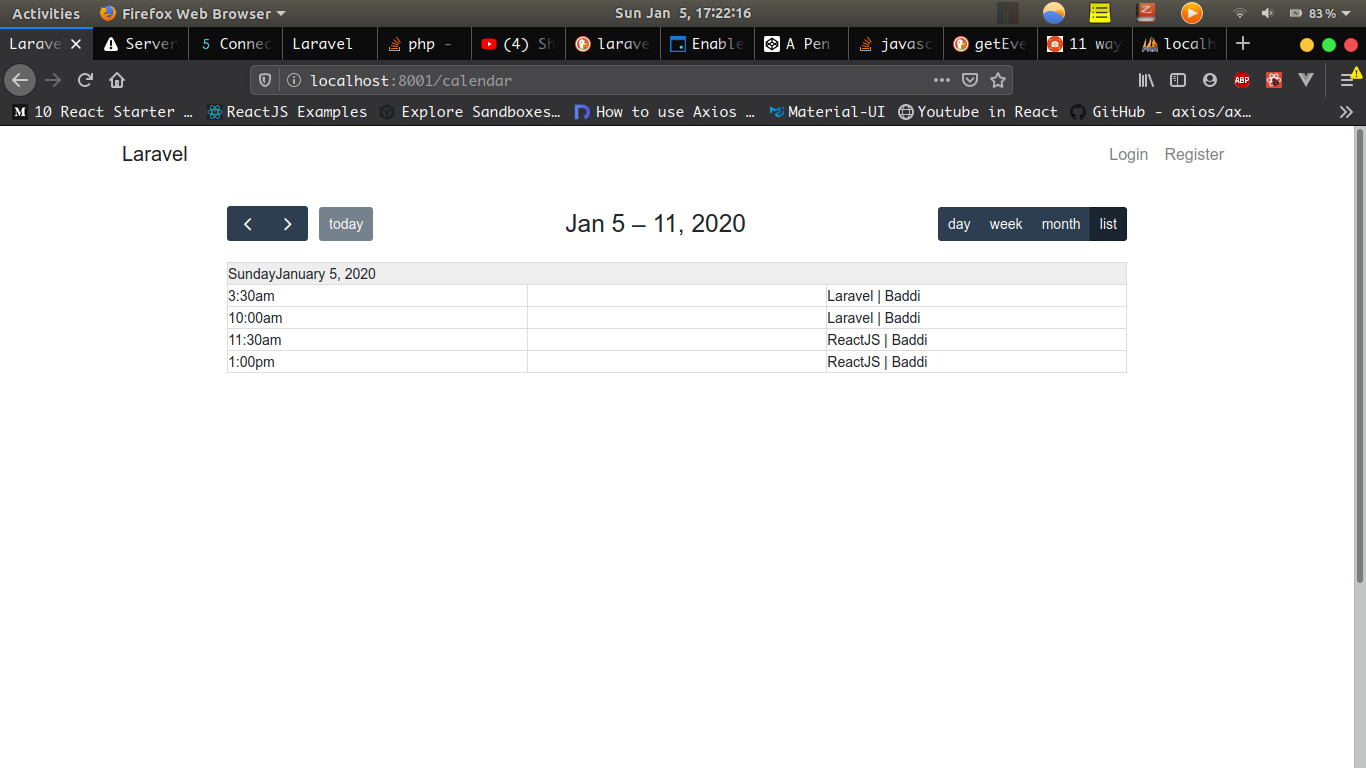 Activities Firefox Web Browser Sun Jan 5, 17:22:16 83 %
Larave Server 5 Connec Laravel php - (4) Sh larave Enable A Pen javasc getEve 11 way localh
localhost:8001/calendar ABP
M 10 React Starter … ReactJS Examples Explore Sandboxes… How to use Axios … Material-UI Youtube in React GitHub - axios/ax…
Laravel Login Register
today Jan 5 – 11, 2020 day week month list
SundayJanuary 5, 2020
3:30am Laravel | Baddi
10:00am Laravel | Baddi
11:30am ReactJS | Baddi
1:00pm ReactJS | Baddi